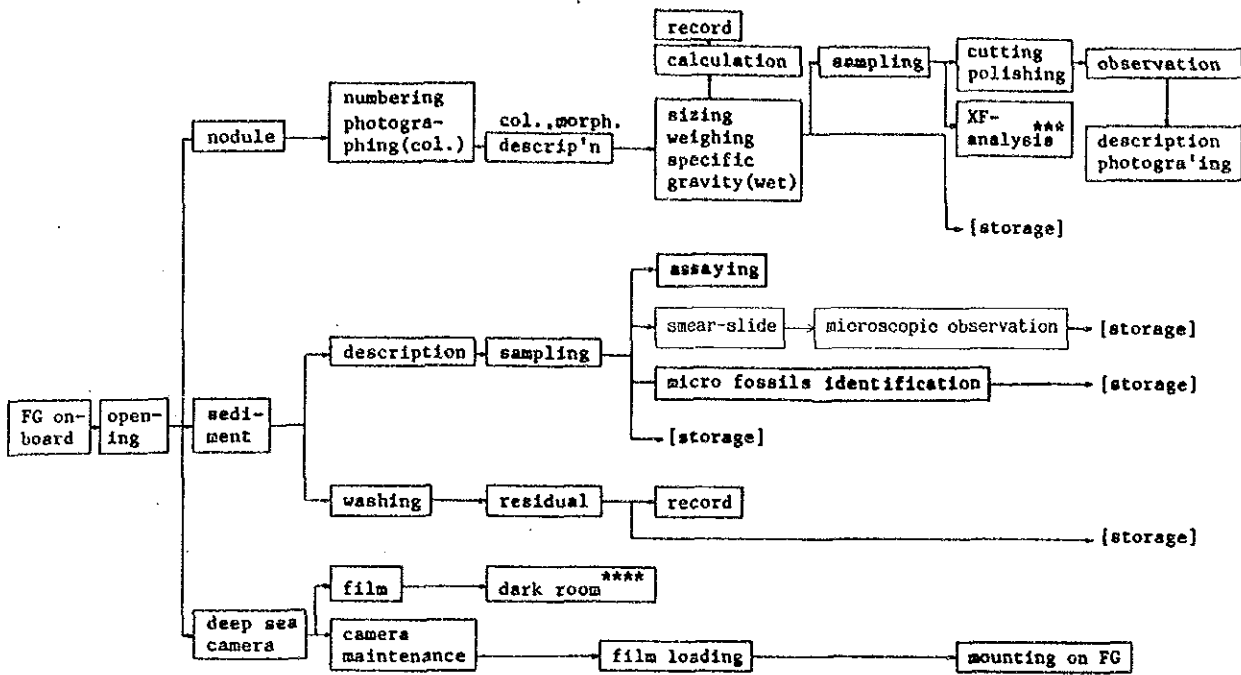 record
calculation
sampling
cutting
polishing
observation
numbering
photogra-
phing(col.)
col.,morph.
descrip'n
sizing
weighing
specific
gravity(wet)
XF-
analysis***
description
photogra'ing
nodule
[storage]
assaying
smear-slide
microscopic observation
[storage]
description
sampling
micro fossils identification
[storage]
FG on-
board
open-
ing
sedi-
ment
[storage]
washing
residual
record
[storage]
film
dark room****
deep sea
camera
camera
maintenance
film loading
mounting on FG